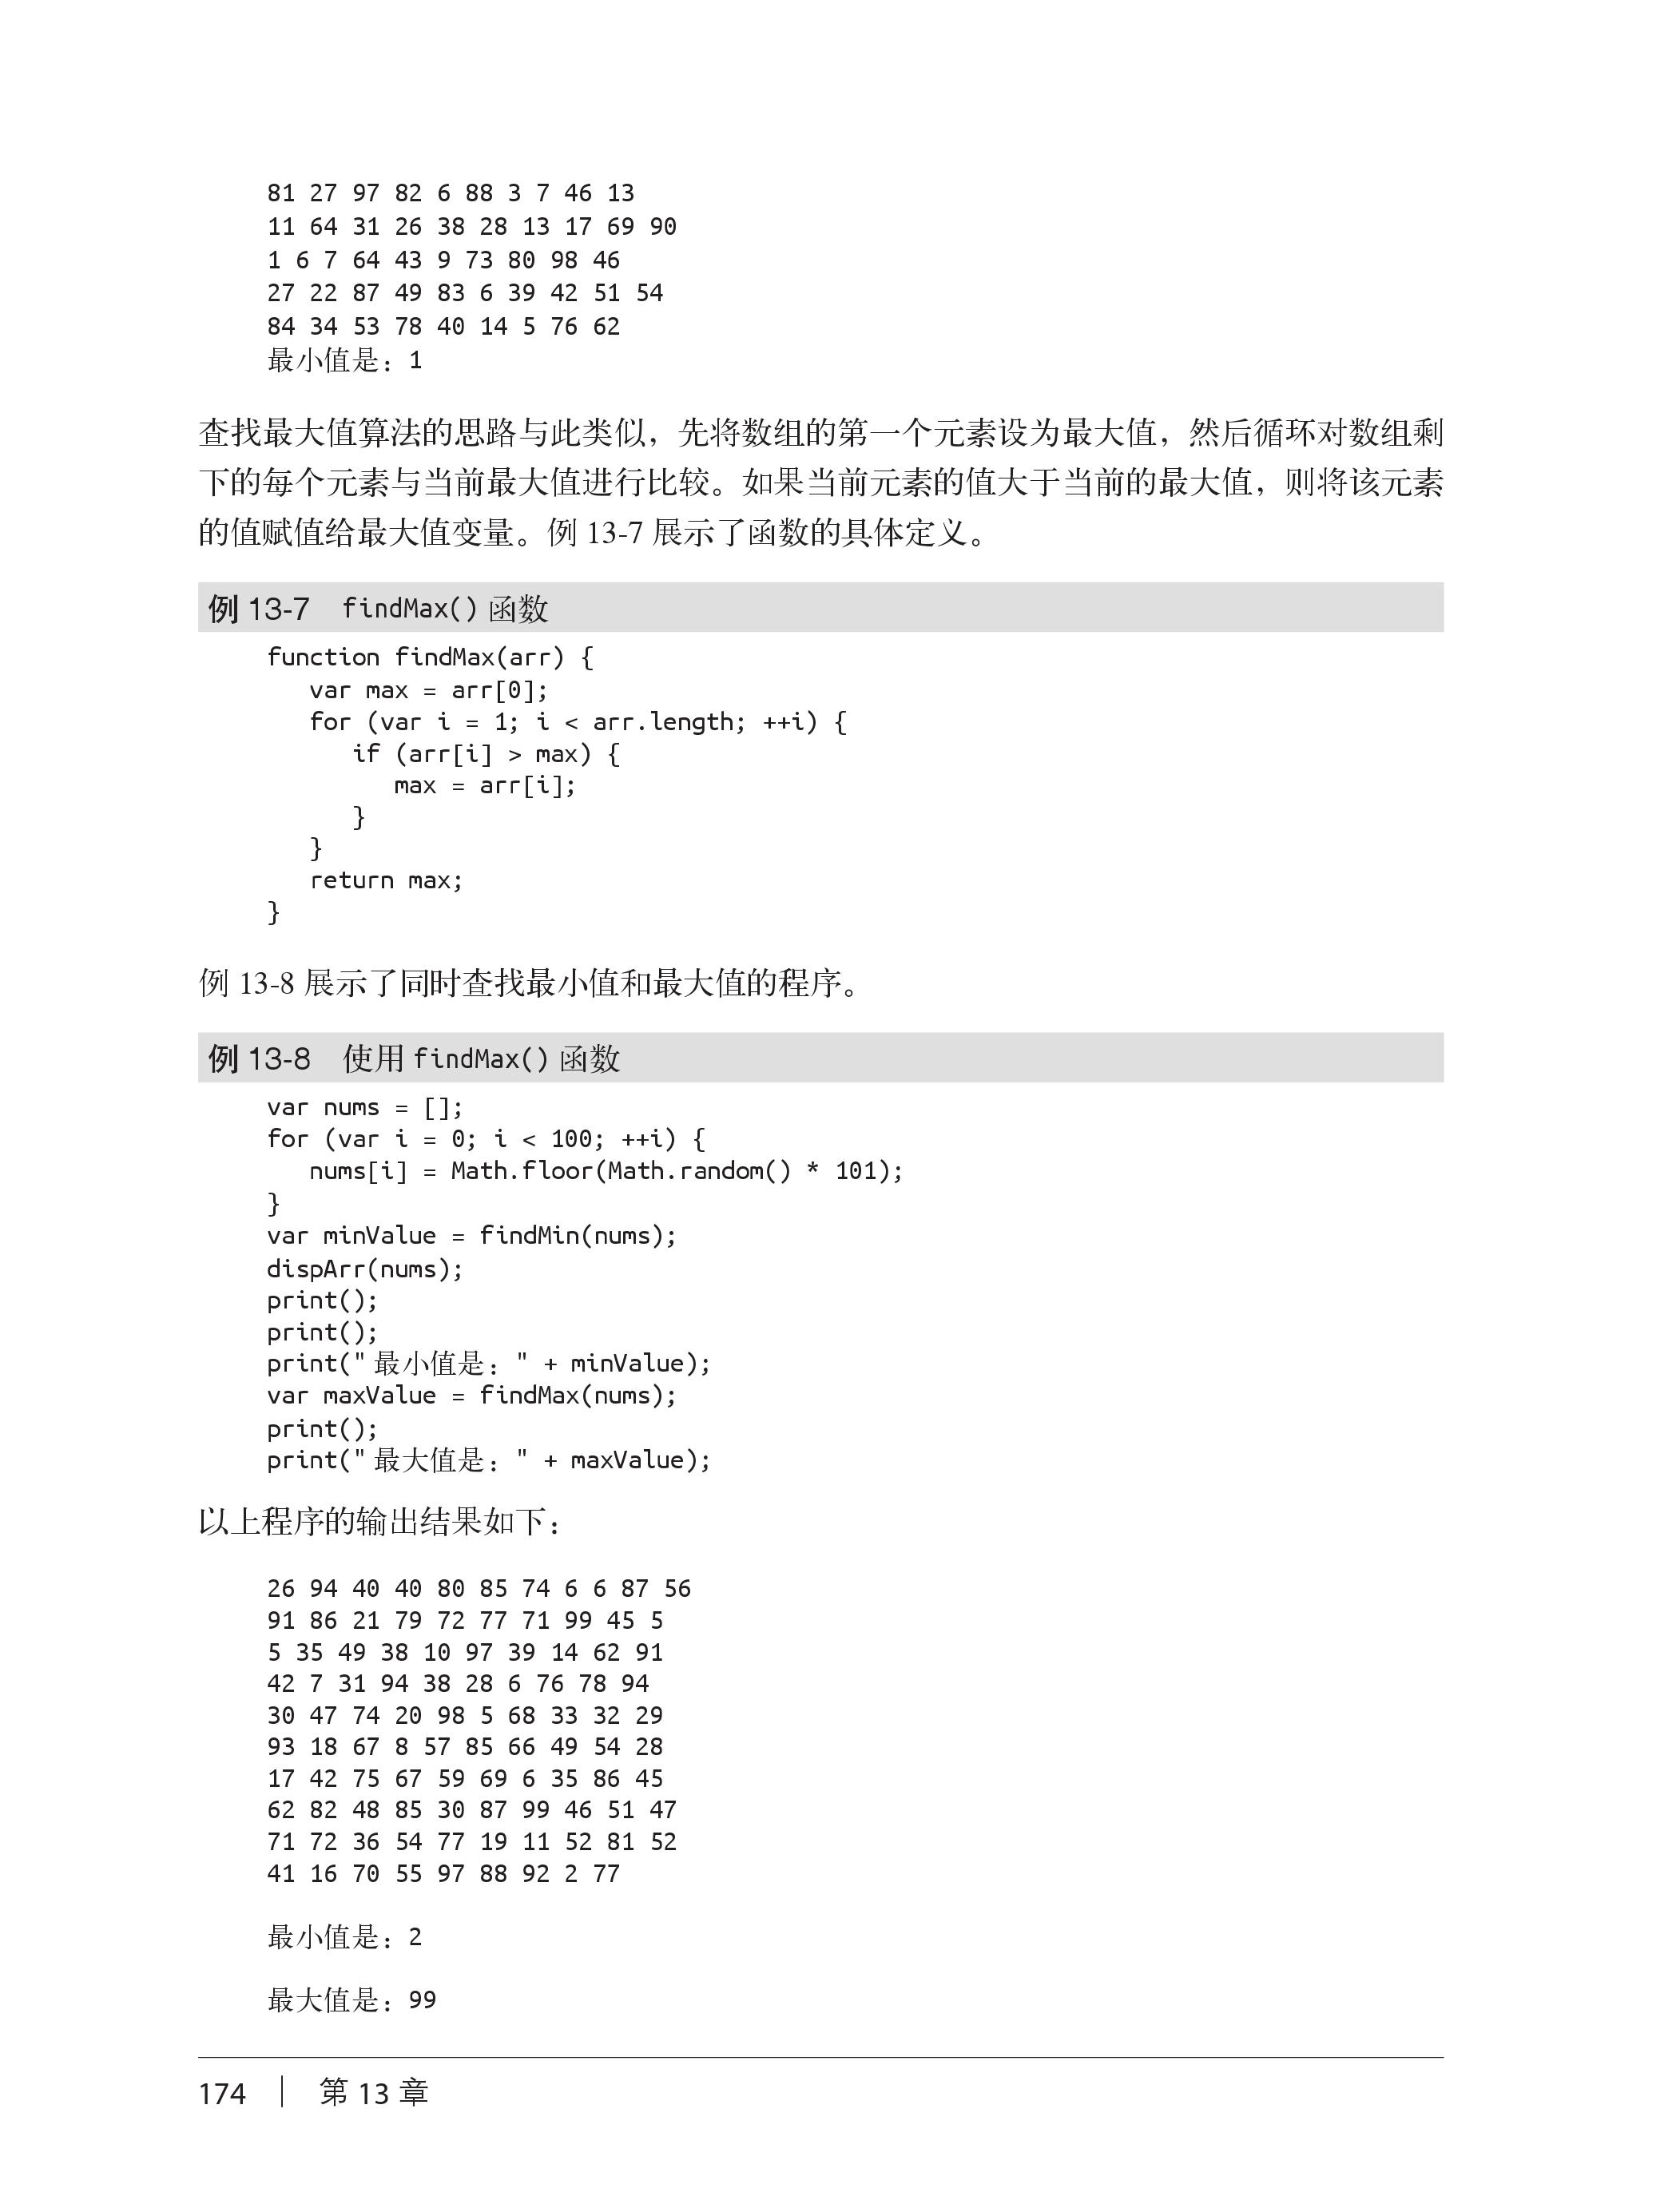 81 27 97 82 6 88 3 7 46 13
11 64 31 26 38 28 13 17 69 90
1 6 7 64 43 9 73 80 98 46
27 22 87 49 83 6 39 42 51 54
84 34 53 78 40 14 5 76 62
最小值是：1
查找最大值算法的思路与此类似，先将数组的第一个元素设为最大值，然后循环对数组剩
下的每个元素与当前最大值进行比较。如果当前元素的值大于当前的最大值，则将该元素
的值赋值给最大值变量。例 13-7 展示了函数的具体定义。
例 13-7 findMax() 函数
function findMax(arr) {
   var max = arr[0];
   for (var i = 1; i < arr.length; ++i) {
      if (arr[i] > max) {
         max = arr[i];
      }
   }
   return max;
}
例 13-8 展示了同时查找最小值和最大值的程序。
例 13-8 使用 findMax() 函数
var nums = [];
for (var i = 0; i < 100; ++i) {
   nums[i] = Math.floor(Math.random() * 101);
}
var minValue = findMin(nums);
dispArr(nums);
print();
print();
print(" 最小值是：" + minValue);
var maxValue = findMax(nums);
print();
print(" 最大值是：" + maxValue);
以上程序的输出结果如下：
26 94 40 40 80 85 74 6 6 87 56
91 86 21 79 72 77 71 99 45 5
5 35 49 38 10 97 39 14 62 91
42 7 31 94 38 28 6 76 78 94
30 47 74 20 98 5 68 33 32 29
93 18 67 8 57 85 66 49 54 28
17 42 75 67 59 69 6 35 86 45
62 82 48 85 30 87 99 46 51 47
71 72 36 54 77 19 11 52 81 52
41 16 70 55 97 88 92 2 77
最小值是：2
最大值是：99
174 | 第 13 章